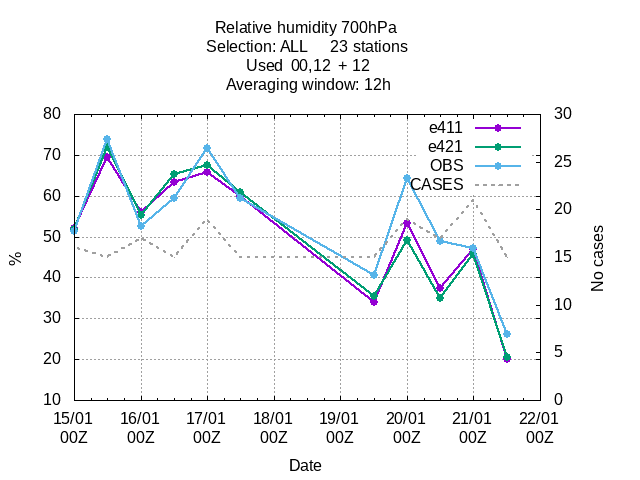 Relative humidity 700hPa
Selection: ALL     23 stations
Used  00,12  + 12
Averaging window: 12h
80
70
60
50
40
30
20
10
%
30
25
20
15
10
5
0
No cases
e411
e421
OBS
CASES
15/01 16/01 17/01 18/01 19/01 20/01 21/01 22/01
00Z 00Z 00Z 00Z 00Z 00Z 00Z 00Z
Date